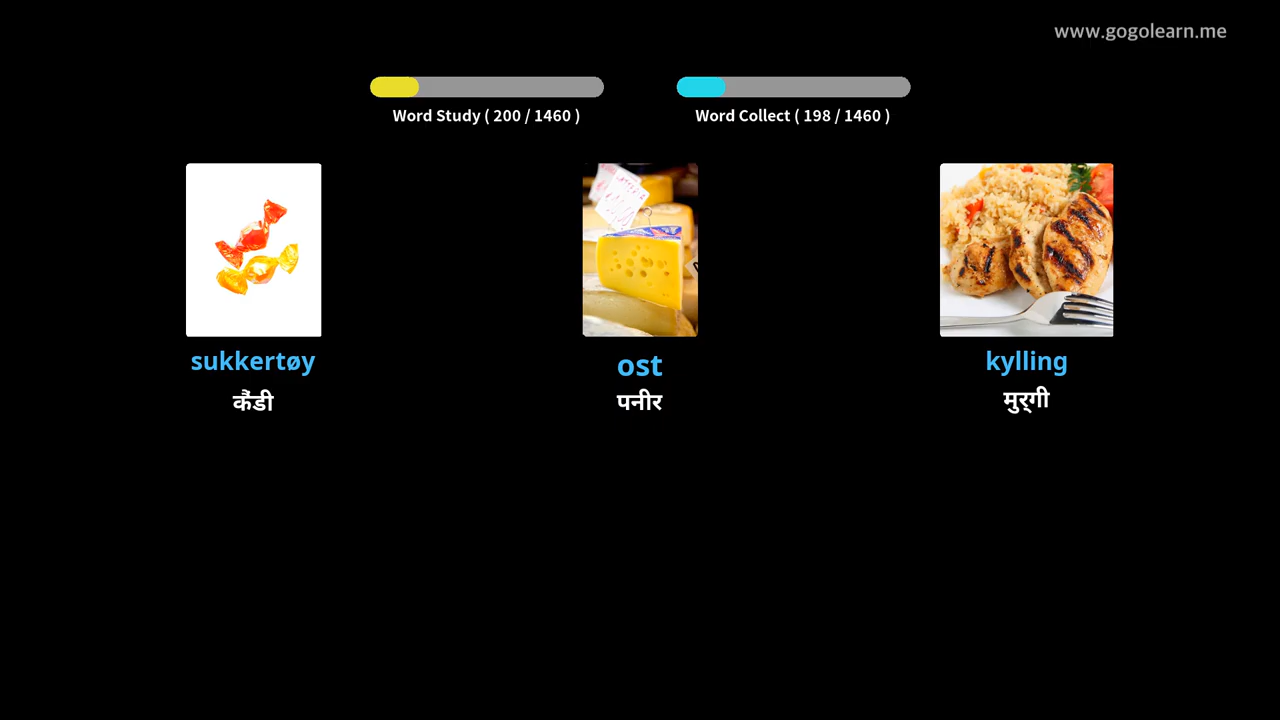 www.gogolearn.me
Word Study ( 200 / 1460 )
Word Collect ( 198 / 1460 )
sukkertøy
ost
kylling
कैंडी
पनीर
मुर्गी